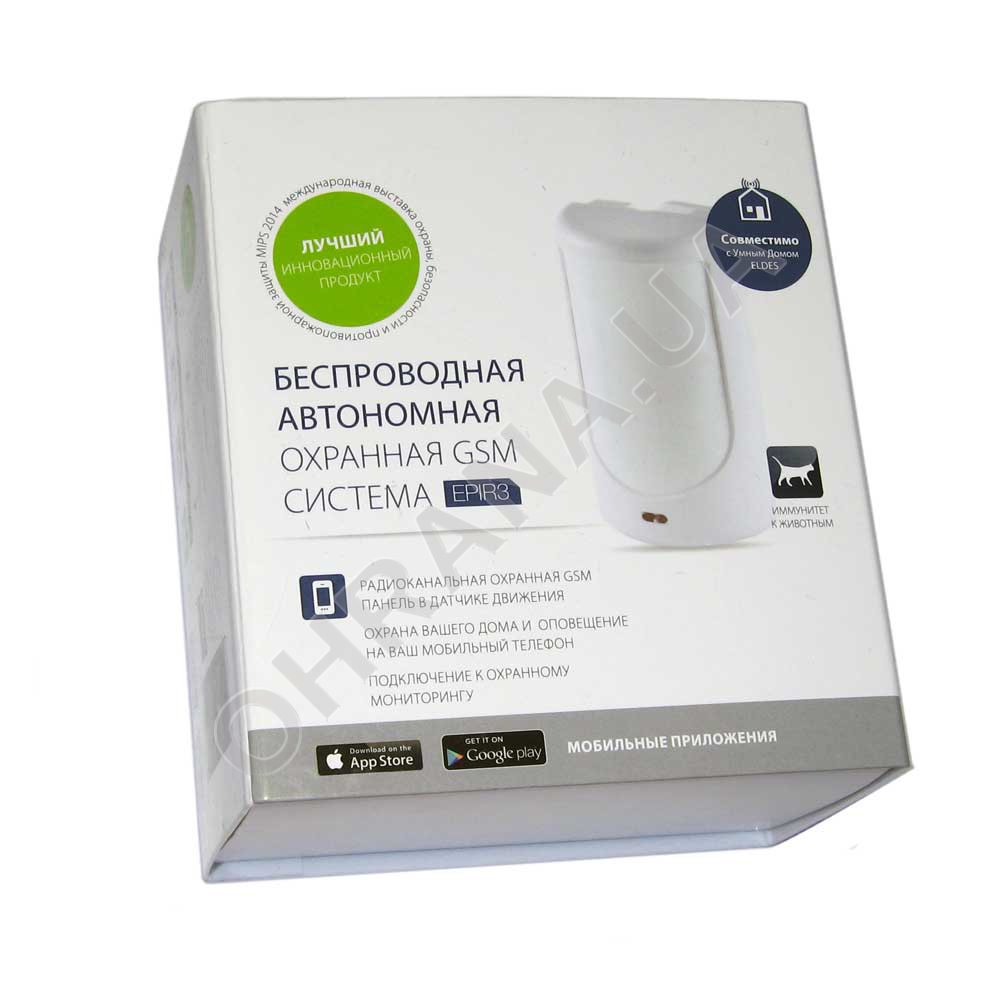 международная выставка охраны, безопасности и противопожарной защиты MIPS 2014
ЛУЧШИЙ
ИННОВАЦИОННЫЙ
ПРОДУКТ
Совместимо
с Умным Домом
ELDES
БЕСПРОВОДНАЯ
АВТОНОМНАЯ
ОХРАННАЯ GSM
СИСТЕМА EPIR3
ИММУНИТЕТ
К ЖИВОТНЫМ
РАДИОКАНАЛЬНАЯ ОХРАННАЯ GSM
ПАНЕЛЬ В ДАТЧИКЕ ДВИЖЕНИЯ
ОХРАНА ВАШЕГО ДОМА И ОПОВЕЩЕНИЕ
НА ВАШ МОБИЛЬНЫЙ ТЕЛЕФОН
ПОДКЛЮЧЕНИЕ К ОХРАННОМУ
МОНИТОРИНГУ
Download on the
App Store
GET IT ON
Google play
МОБИЛЬНЫЕ ПРИЛОЖЕНИЯ
OHRANA.UA